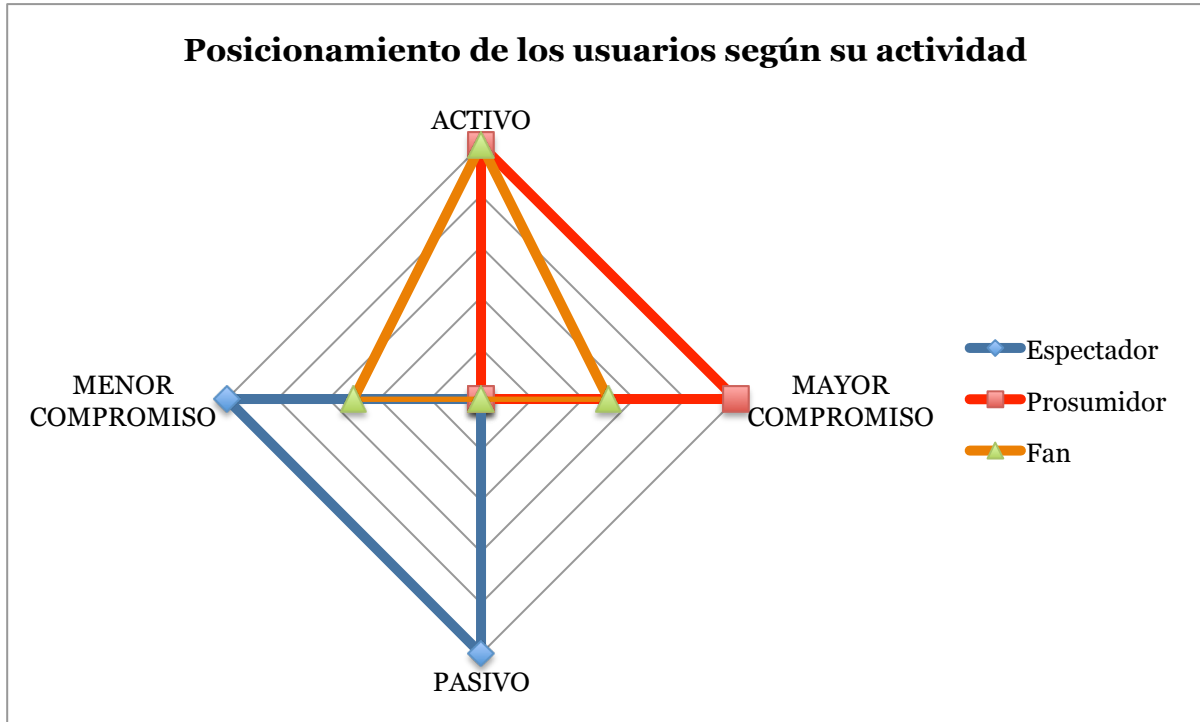 Posicionamiento de los usuarios según su actividad
ACTIVO
MENOR
COMPROMISO
MAYOR
COMPROMISO
PASIVO
Espectador
Prosumidor
Fan